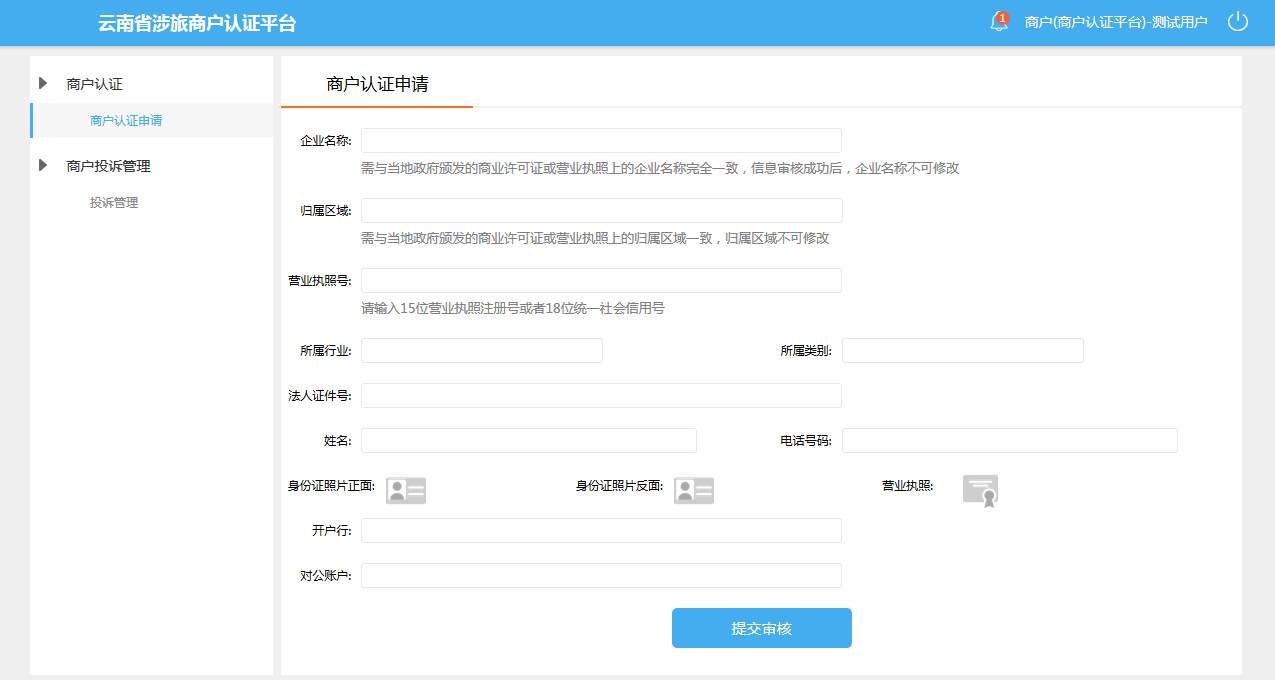 云南省涉旅商户认证平台
1
商户(商户认证平台)-测试用户
商户认证
商户认证申请
商户投诉管理
投诉管理
商户认证申请
企业名称:
需与当地政府颁发的商业许可证或营业执照上的企业名称完全一致，信息审核成功后，企业名称不可修改
归属区域:
需与当地政府颁发的商业许可证或营业执照上的归属区域一致，归属区域不可修改
营业执照号:
请输入15位营业执照注册号或者18位统一社会信用号
所属行业: 所属类别:
法人证件号:
姓名: 电话号码:
身份证照片正面: 身份证照片反面: 营业执照:
开户行:
对公账户:
提交审核